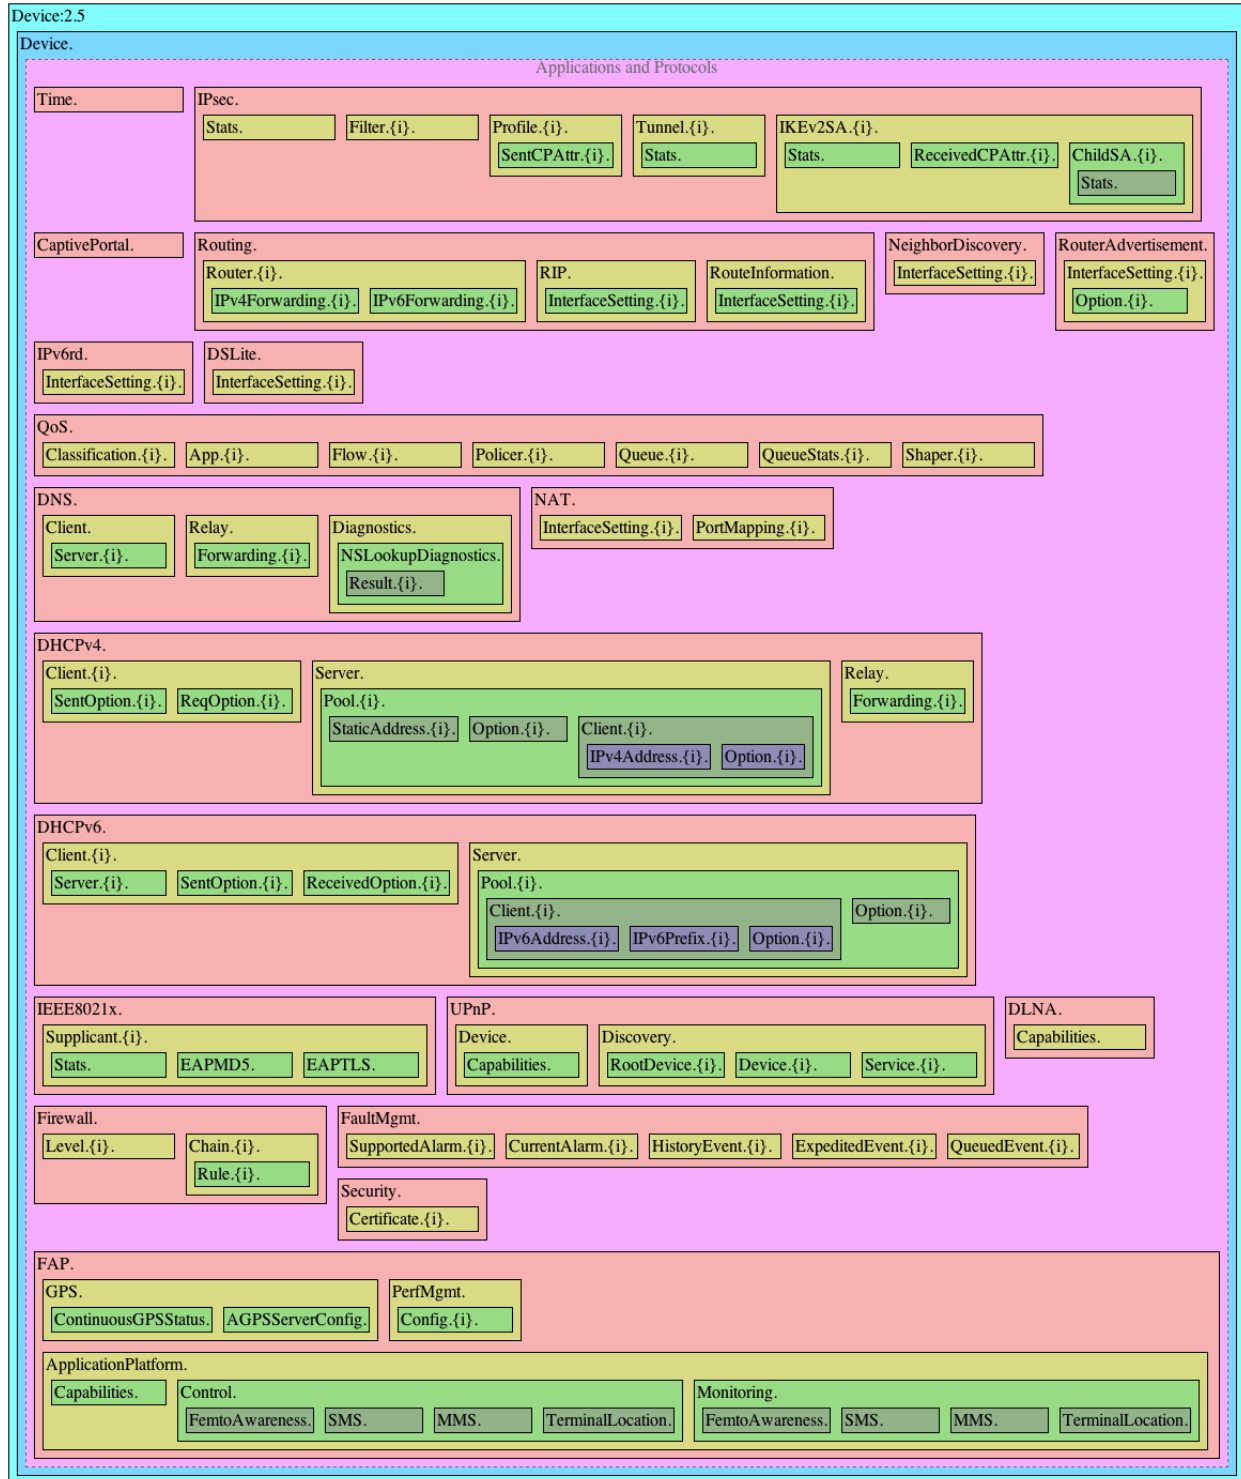 Device:2.5
Device.
Applications and Protocols
Time.
IPsec.
Stats.
Filter.{i}.
Profile.{i}.
SentCPAttr.{i}.
Tunnel.{i}.
Stats.
IKEv2SA.{i}.
Stats.
ReceivedCPAttr.{i}.
ChildSA.{i}.
Stats.
CaptivePortal.
Routing.
Router.{i}.
IPv4Forwarding.{i}.
IPv6Forwarding.{i}.
RIP.
InterfaceSetting.{i}.
RouteInformation.
InterfaceSetting.{i}.
NeighborDiscovery.
InterfaceSetting.{i}.
RouterAdvertisement.
InterfaceSetting.{i}.
Option.{i}.
IPv6rd.
InterfaceSetting.{i}.
DSLite.
InterfaceSetting.{i}.
QoS.
Classification.{i}.
App.{i}.
Flow.{i}.
Policer.{i}.
Queue.{i}.
QueueStats.{i}.
Shaper.{i}.
DNS.
Client.
Server.{i}.
Relay.
Forwarding.{i}.
Diagnostics.
NSLookupDiagnostics.
Result.{i}.
NAT.
InterfaceSetting.{i}.
PortMapping.{i}.
DHCPv4.
Client.{i}.
SentOption.{i}.
ReqOption.{i}.
Server.
Pool.{i}.
StaticAddress.{i}.
Option.{i}.
Client.{i}.
IPv4Address.{i}.
Option.{i}.
Relay.
Forwarding.{i}.
DHCPv6.
Client.{i}.
Server.{i}.
SentOption.{i}.
ReceivedOption.{i}.
Server.
Pool.{i}.
Client.{i}.
IPv6Address.{i}.
IPv6Prefix.{i}.
Option.{i}.
Option.{i}.
IEEE8021x.
Supplicant.{i}.
Stats.
EAPMD5.
EAPTLS.
UPnP.
Device.
Capabilities.
Discovery.
RootDevice.{i}.
Device.{i}.
Service.{i}.
DLNA.
Capabilities.
Firewall.
Level.{i}.
Chain.{i}.
Rule.{i}.
FaultMgmt.
SupportedAlarm.{i}.
CurrentAlarm.{i}.
HistoryEvent.{i}.
ExpeditedEvent.{i}.
QueuedEvent.{i}.
Security.
Certificate.{i}.
FAP.
GPS.
ContinuousGPSStatus.
AGPSServerConfig.
PerfMgmt.
Config.{i}.
ApplicationPlatform.
Capabilities.
Control.
FemtoAwareness.
SMS.
MMS.
TerminalLocation.
Monitoring.
FemtoAwareness.
SMS.
MMS.
TerminalLocation.